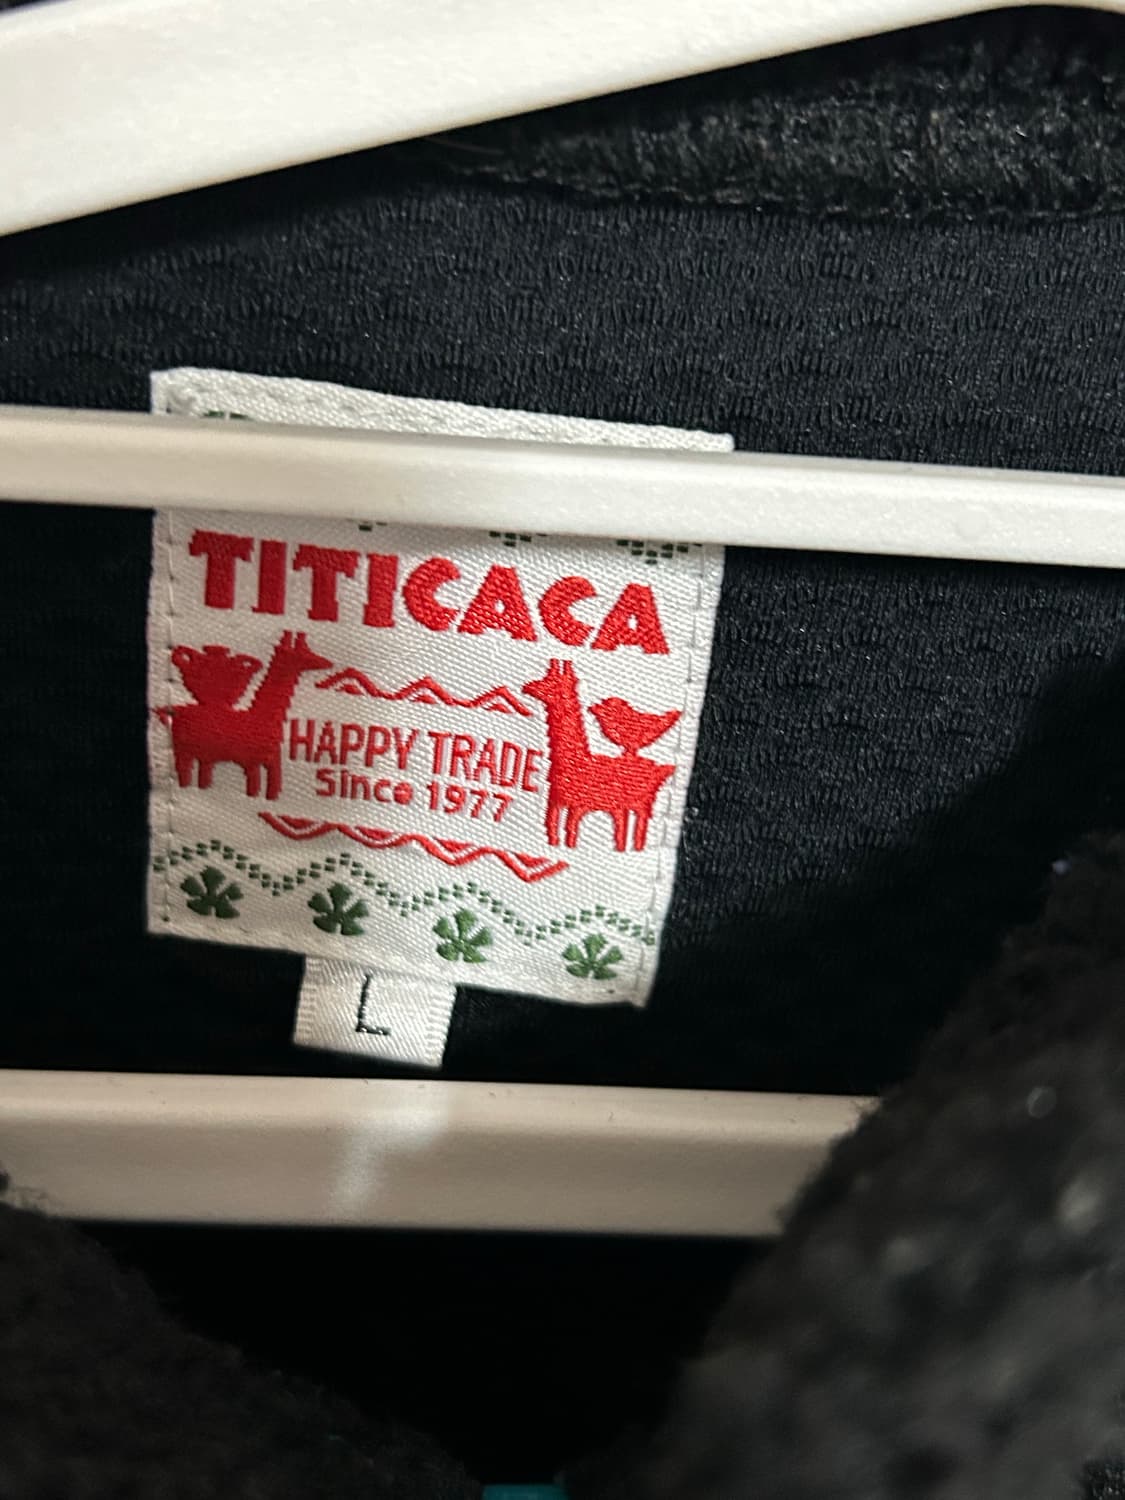 TITICACA
HAPPY TRADE
Since 1977
L